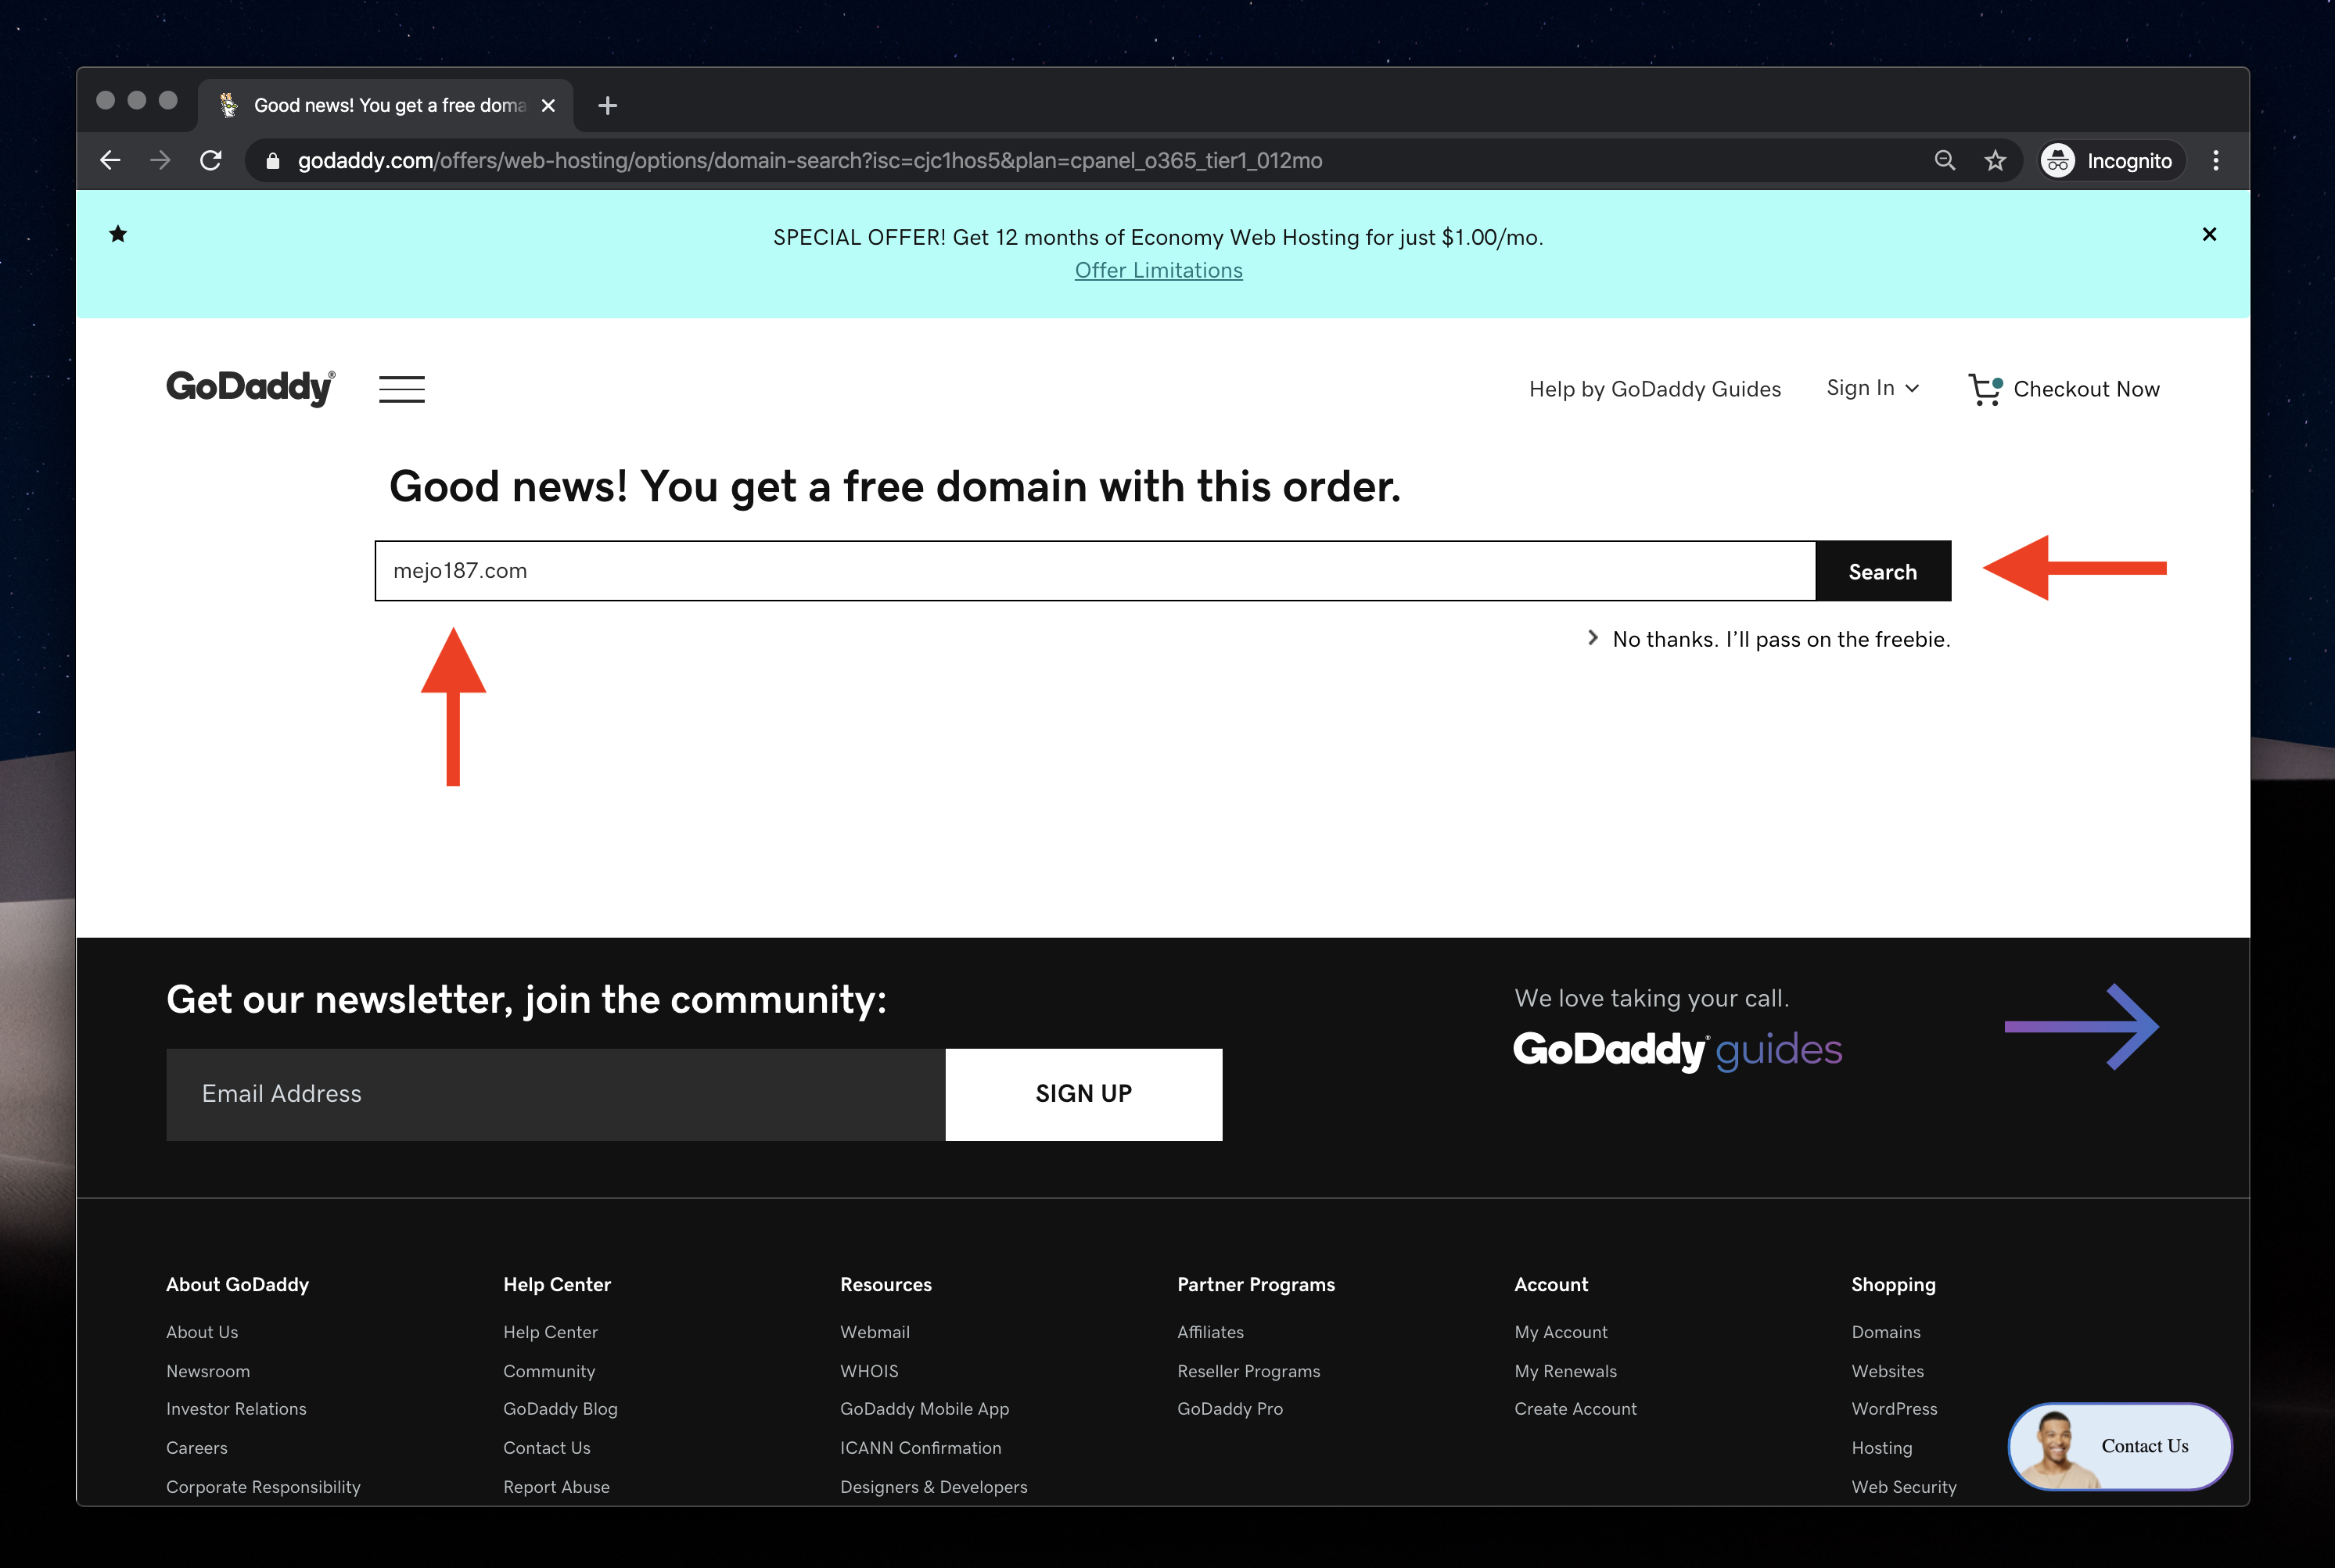 Good news! You get a free doma
godaddy.com/offers/web-hosting/options/domain-search?isc=cjc1hos5&plan=cpanel_o365_tier1_012mo
Incognito
SPECIAL OFFER! Get 12 months of Economy Web Hosting for just $1.00/mo.
Offer Limitations
GoDaddy®
Help by GoDaddy Guides
Sign In
Checkout Now
Good news! You get a free domain with this order.
mejo187.com
Search
No thanks. I’ll pass on the freebie.
Get our newsletter, join the community:
Email Address
SIGN UP
We love taking your call.
GoDaddy® guides
About GoDaddy
About Us
Newsroom
Investor Relations
Careers
Corporate Responsibility
Help Center
Help Center
Community
GoDaddy Blog
Contact Us
Report Abuse
Resources
Webmail
WHOIS
GoDaddy Mobile App
ICANN Confirmation
Designers & Developers
Partner Programs
Affiliates
Reseller Programs
GoDaddy Pro
Account
My Account
My Renewals
Create Account
Shopping
Domains
Websites
WordPress
Hosting
Web Security
Contact Us